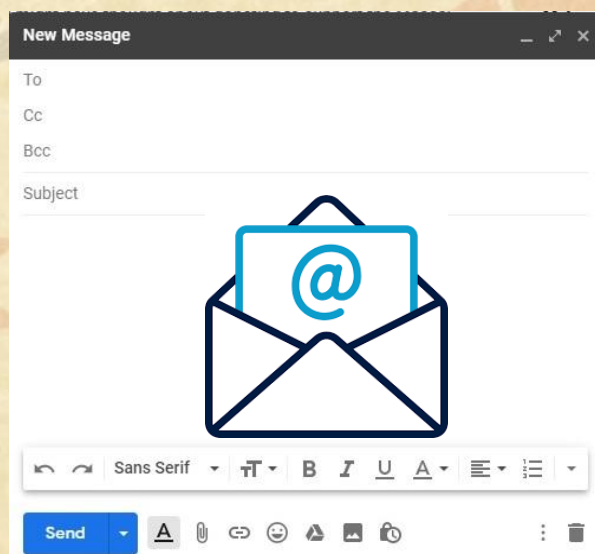 New Message
To
Cc
Bcc
Subject
@
Sans Serif
B I U A
Send A